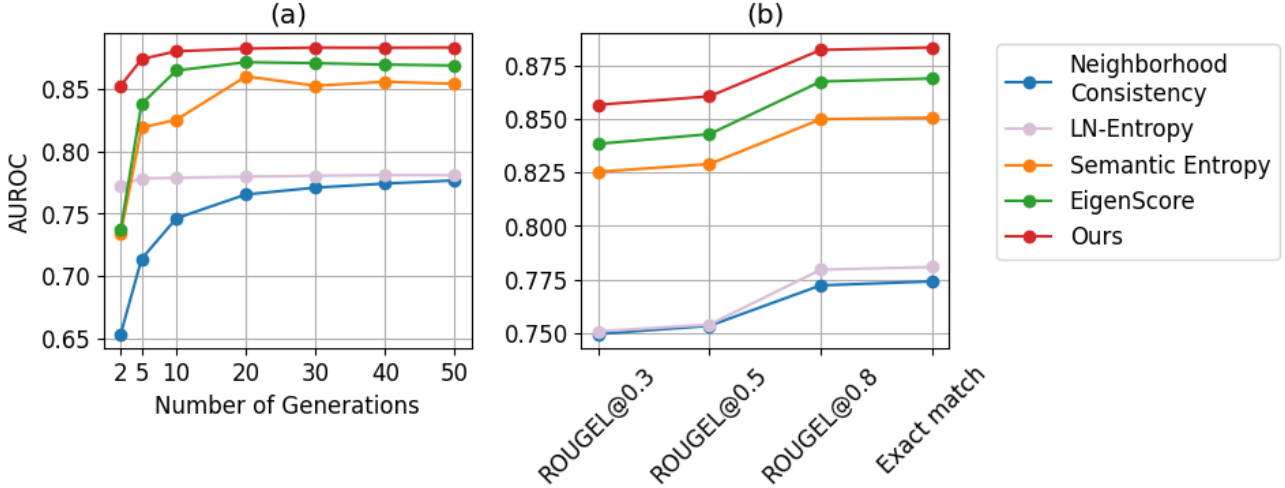 (a)
AUROC
0.85
0.80
0.75
0.70
0.65
2 5 10 20 30 40 50
Number of Generations
(b)
0.875
0.850
0.825
0.800
0.775
0.750
ROUGEL@0.3
ROUGEL@0.5
ROUGEL@0.8
Exact match
Neighborhood
Consistency
LN-Entropy
Semantic Entropy
EigenScore
Ours